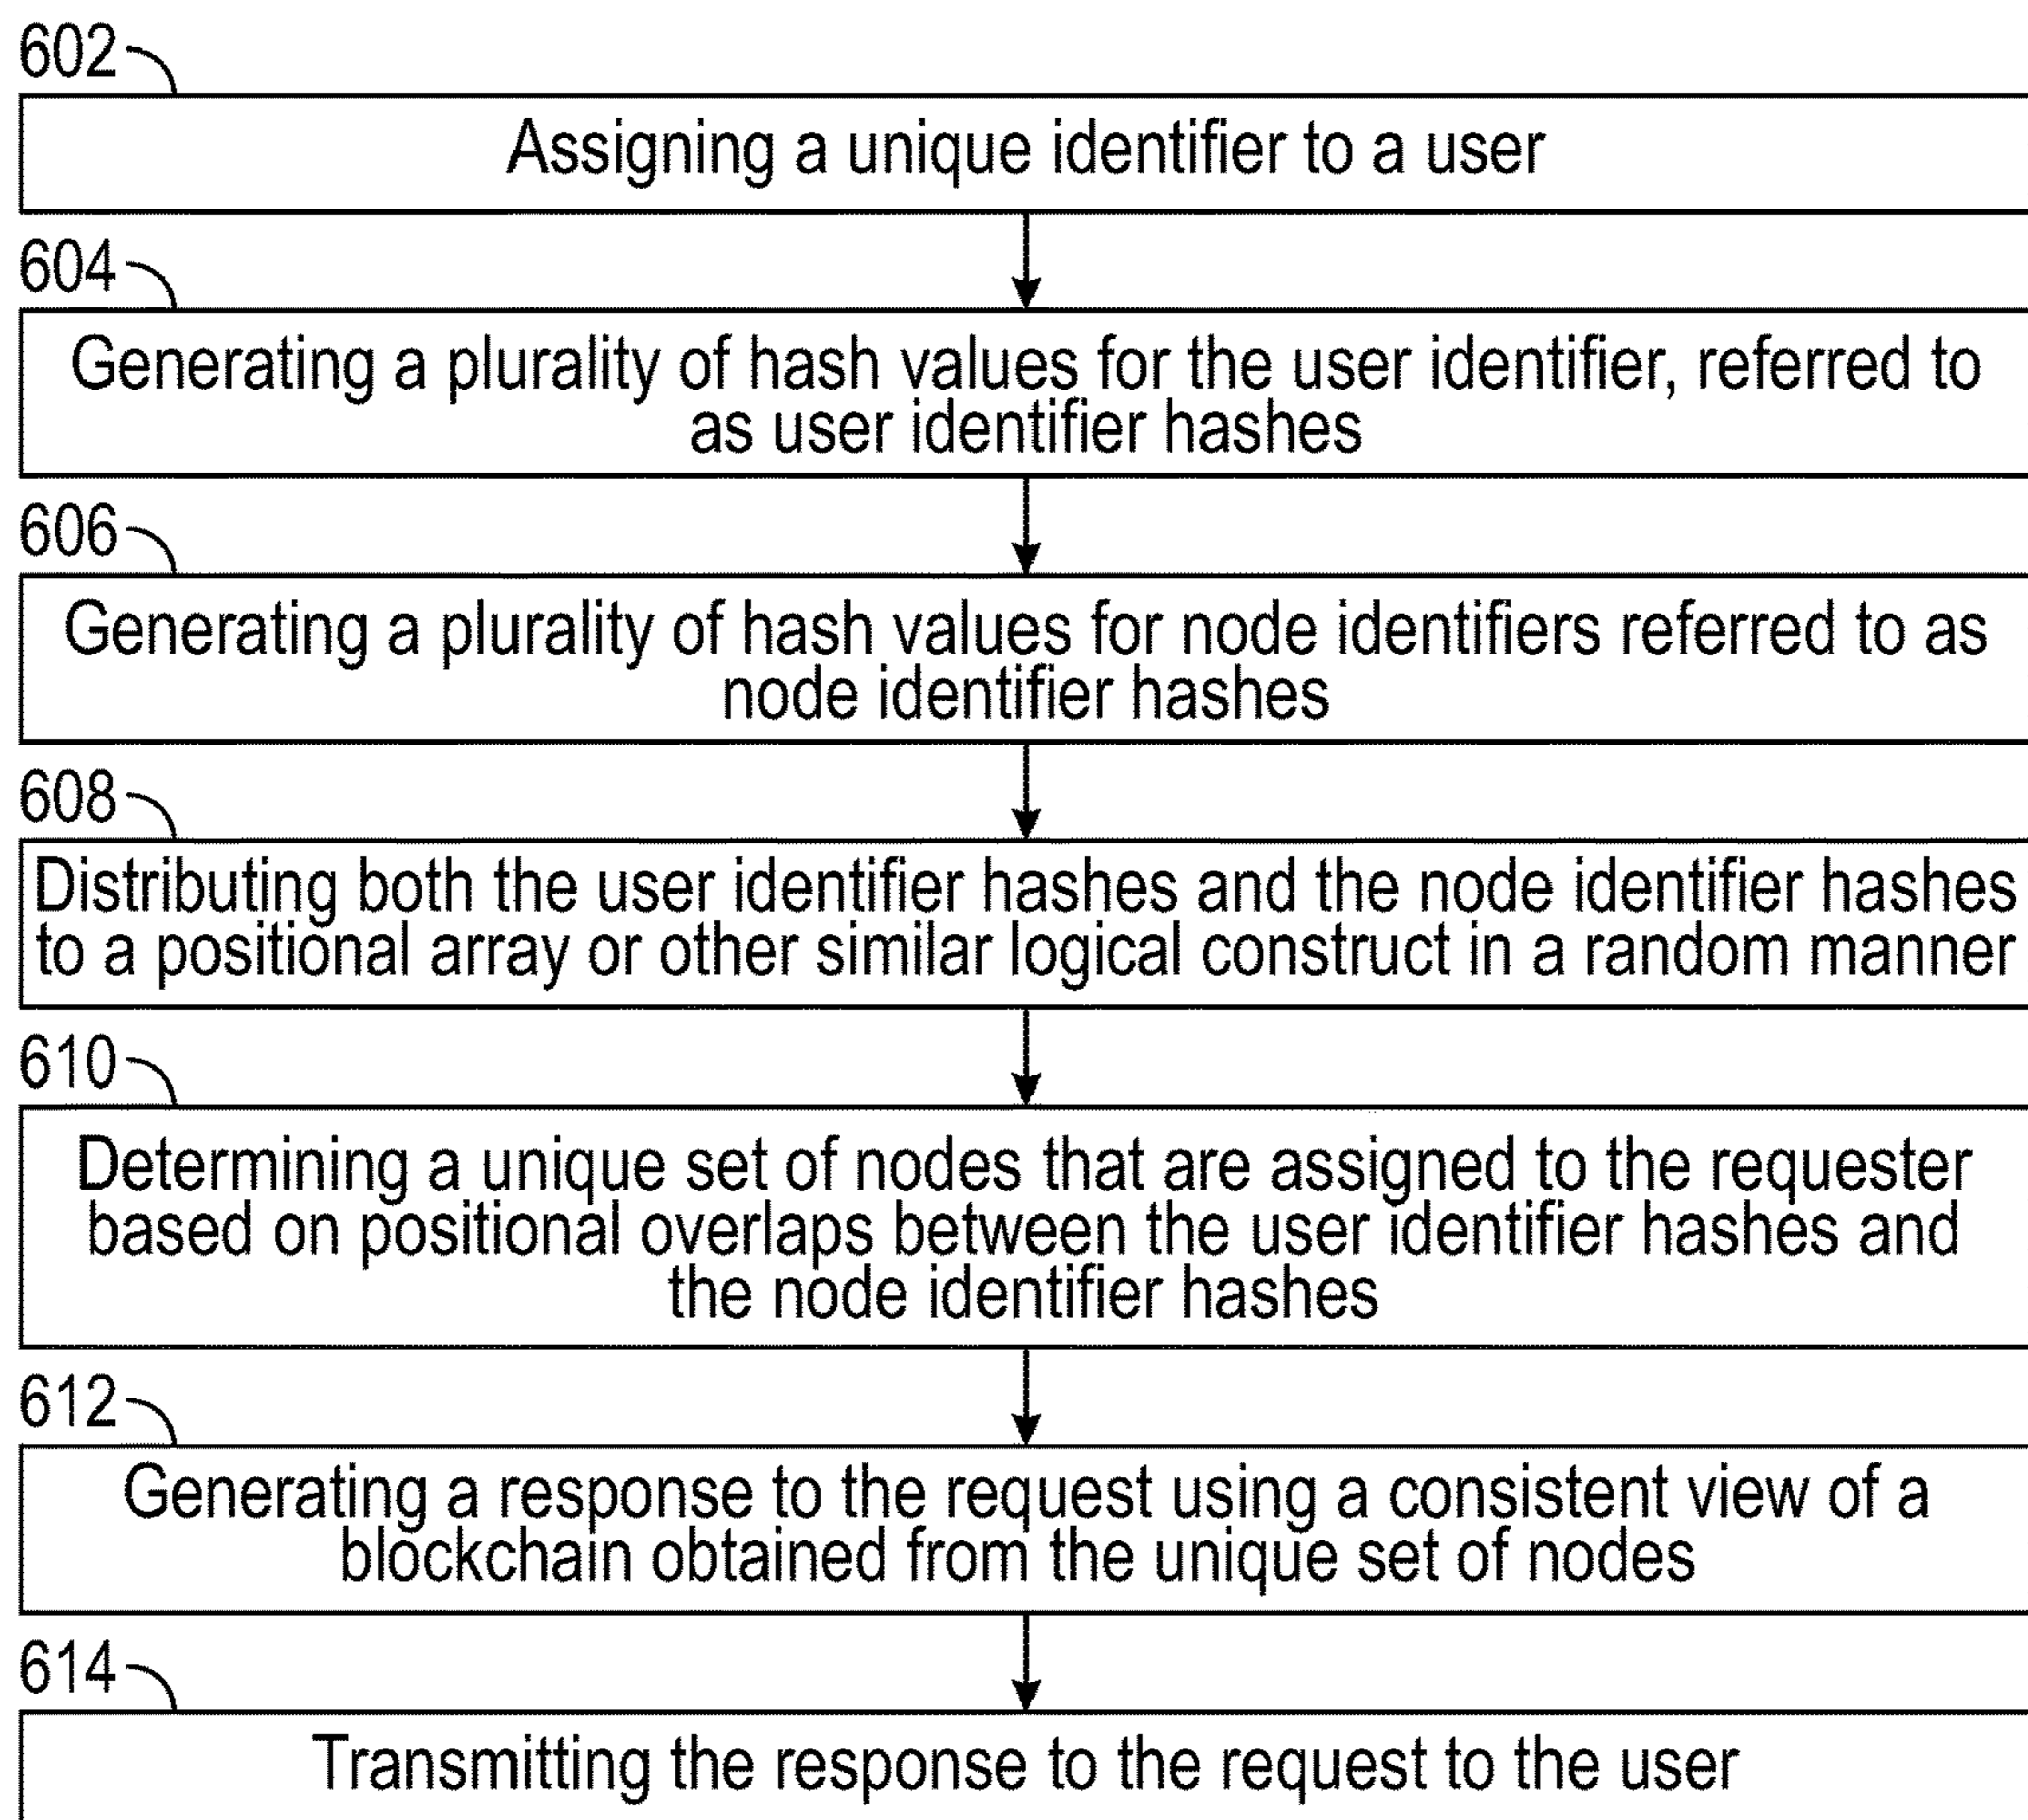 602
Assigning a unique identifier to a user
604
Generating a plurality of hash values for the user identifier, referred to
as user identifier hashes
606
Generating a plurality of hash values for node identifiers referred to as
node identifier hashes
608
Distributing both the user identifier hashes and the node identifier hashes
to a positional array or other similar logical construct in a random manner
610
Determining a unique set of nodes that are assigned to the requester
based on positional overlaps between the user identifier hashes and
the node identifier hashes
612
Generating a response to the request using a consistent view of a
blockchain obtained from the unique set of nodes
614
Transmitting the response to the request to the user